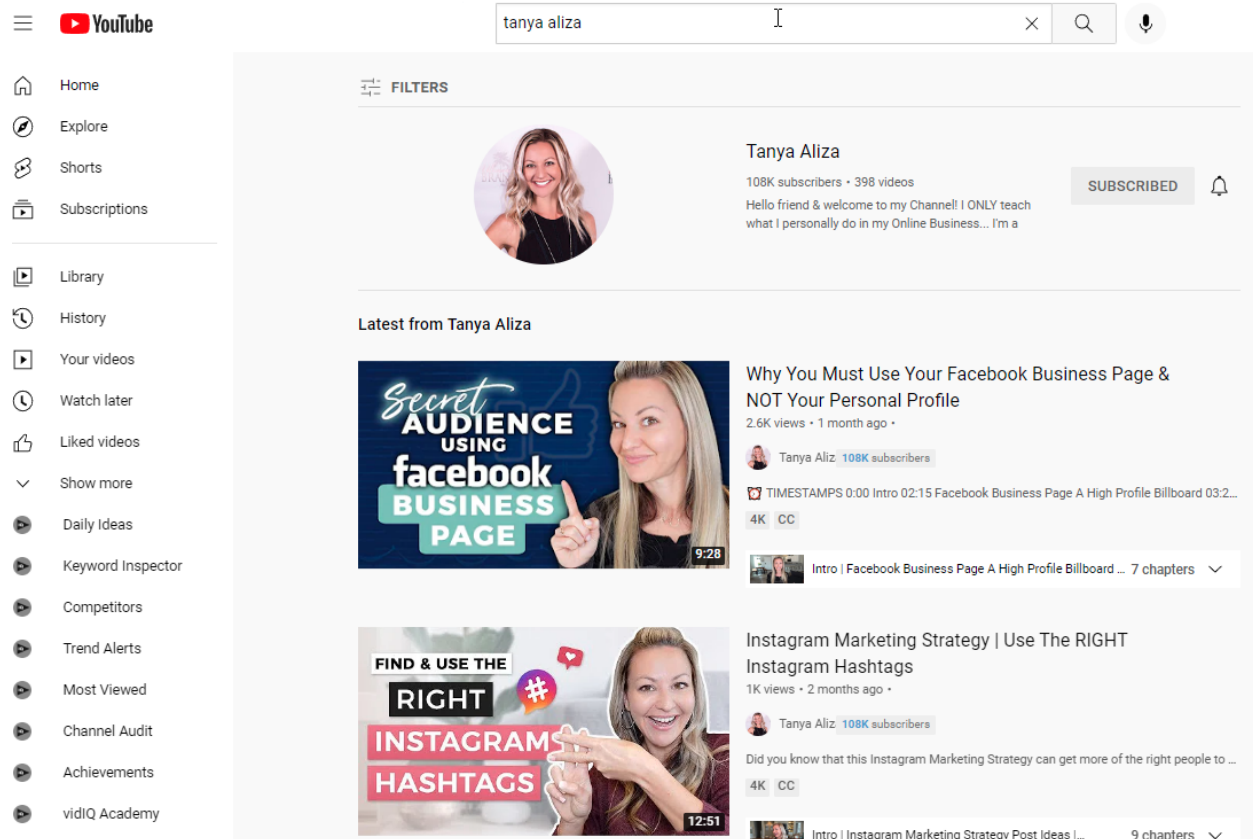 YouTube
tanya aliza
Home
Explore
Shorts
Subscriptions
Library
History
Your videos
Watch later
Liked videos
Show more
Daily Ideas
Keyword Inspector
Competitors
Trend Alerts
Most Viewed
Channel Audit
Achievements
vidIQ Academy
FILTERS
Tanya Aliza
108K subscribers • 398 videos
Hello friend & welcome to my Channel! I ONLY teach
what I personally do in my Online Business... I'm a
SUBSCRIBED
Latest from Tanya Aliza
Secret
AUDIENCE
USING
facebook
BUSINESS
PAGE
9:28
Why You Must Use Your Facebook Business Page &
NOT Your Personal Profile
2.6K views • 1 month ago •
Tanya Aliz 108K subscribers
⏰ TIMESTAMPS 0:00 Intro 02:15 Facebook Business Page A High Profile Billboard 03:2...
4K CC
Intro | Facebook Business Page A High Profile Billboard ... 7 chapters
FIND & USE THE
RIGHT #
INSTAGRAM
HASHTAGS
12:51
Instagram Marketing Strategy | Use The RIGHT
Instagram Hashtags
1K views • 2 months ago •
Tanya Aliz 108K subscribers
Did you know that this Instagram Marketing Strategy can get more of the right people to ...
4K CC
Intro | Instagram Marketing Strategy Post Ideas |... 9 chapters